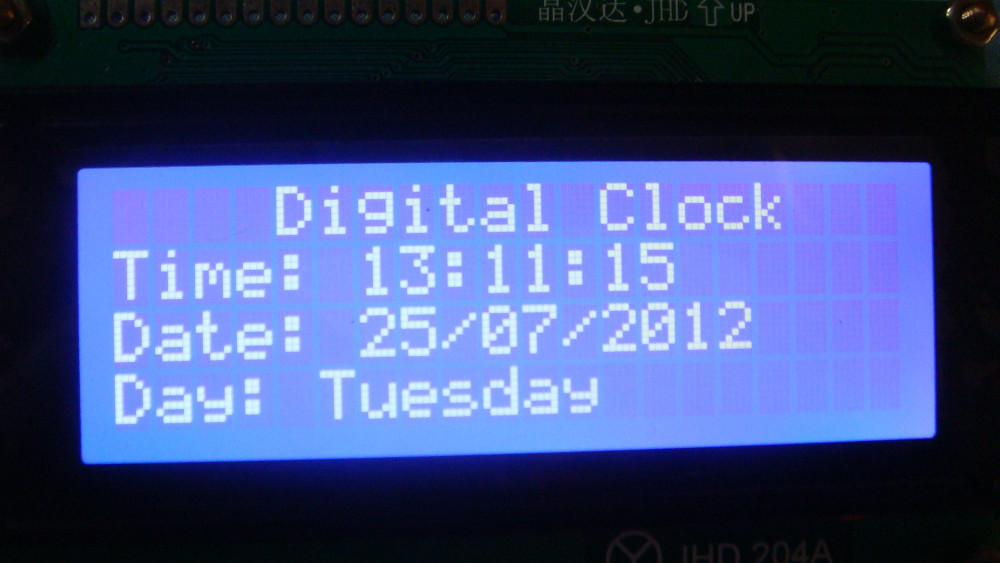 晶汉达•JHD ⇧ UP
Digital Clock
Time: 13:11:15
Date: 25/07/2012
Day: Tuesday
JHD 204A